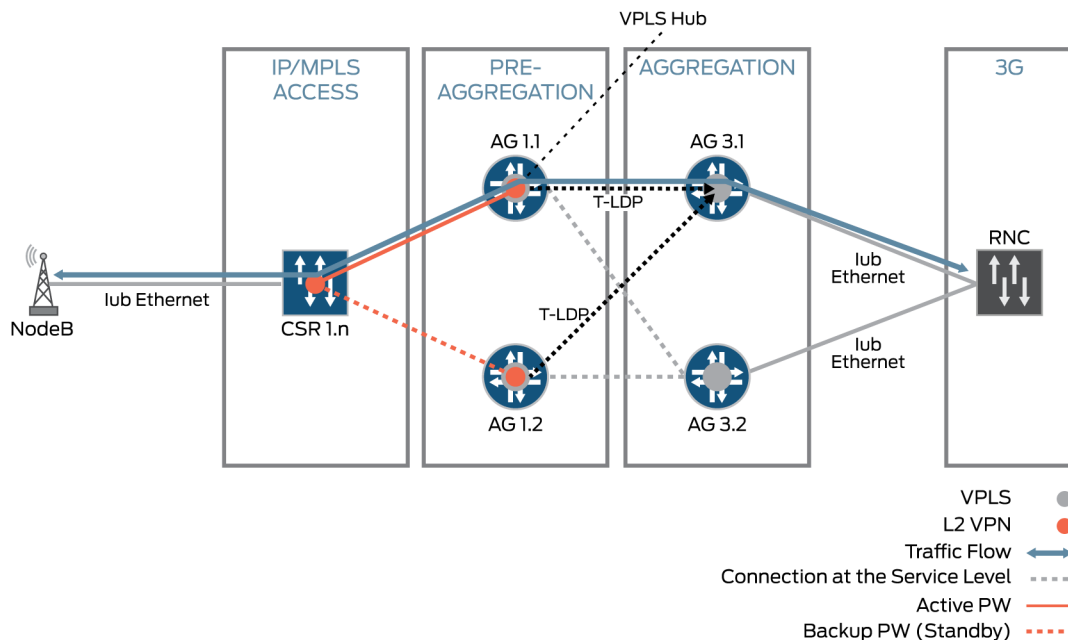 VPLS Hub
IP/MPLS
ACCESS
PRE-
AGGREGATION
AGGREGATION
3G
AG 1.1
AG 3.1
T-LDP
RNC
Iub
Ethernet
Iub Ethernet
NodeB
CSR 1.n
T-LDP
Iub
Ethernet
AG 1.2
AG 3.2
VPLS
L2 VPN
Traffic Flow
Connection at the Service Level
Active PW
Backup PW (Standby)